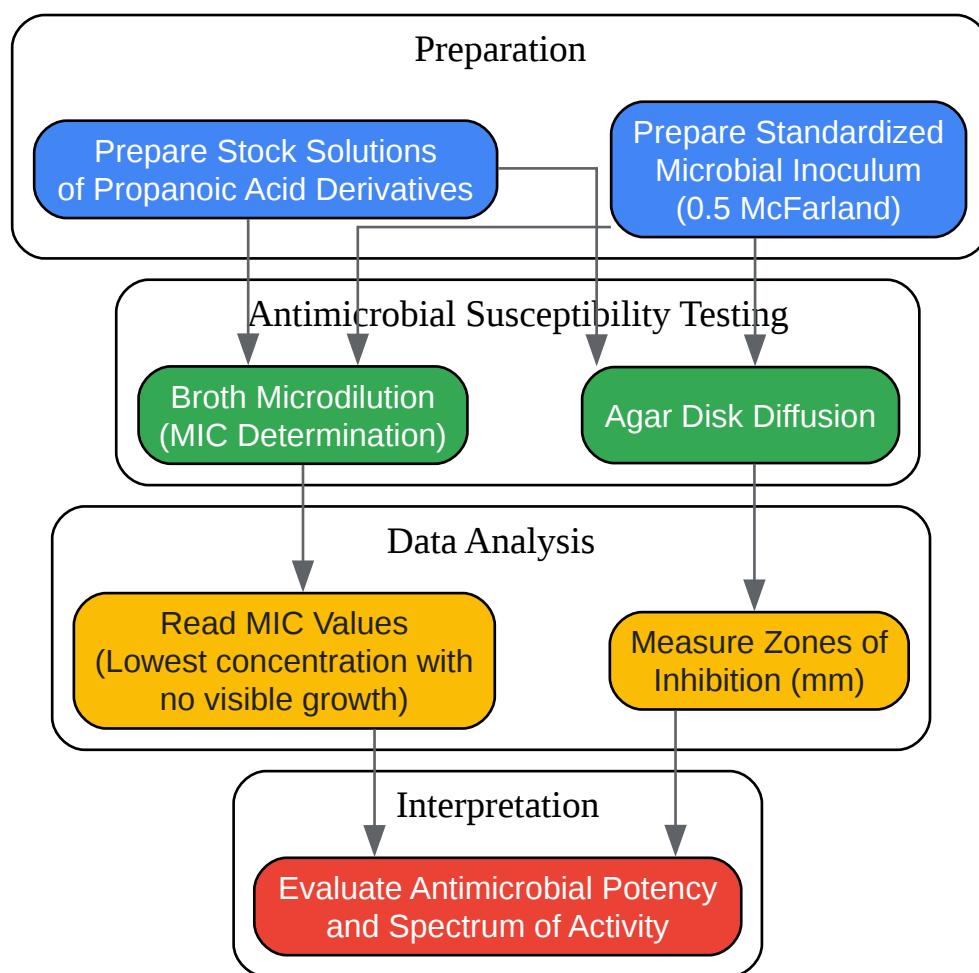 Preparation
Prepare Stock Solutions
of Propanoic Acid Derivatives
Prepare Standardized
Microbial Inoculum
(0.5 McFarland)
Antimicrobial Susceptibility Testing
Broth Microdilution
(MIC Determination)
Agar Disk Diffusion
Data Analysis
Read MIC Values
(Lowest concentration with
no visible growth)
Measure Zones of
Inhibition (mm)
Interpretation
Evaluate Antimicrobial Potency
and Spectrum of Activity